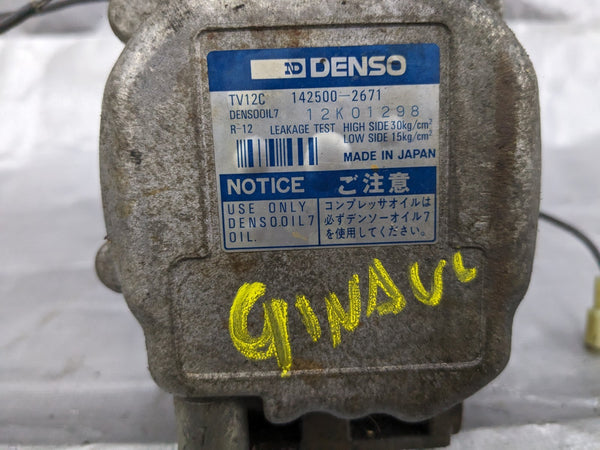 ND DENSO
TV12C 142500-2671
DENSOOIL7 12K01298
R-12 LEAKAGE TEST HIGH SIDE 30kg/cm²
LOW SIDE 15kg/cm²
MADE IN JAPAN
NOTICE ご注意
USE ONLY
DENSOOIL7
OIL.
コンプレッサオイルは
必ずデンソーオイル7
を使用してください。